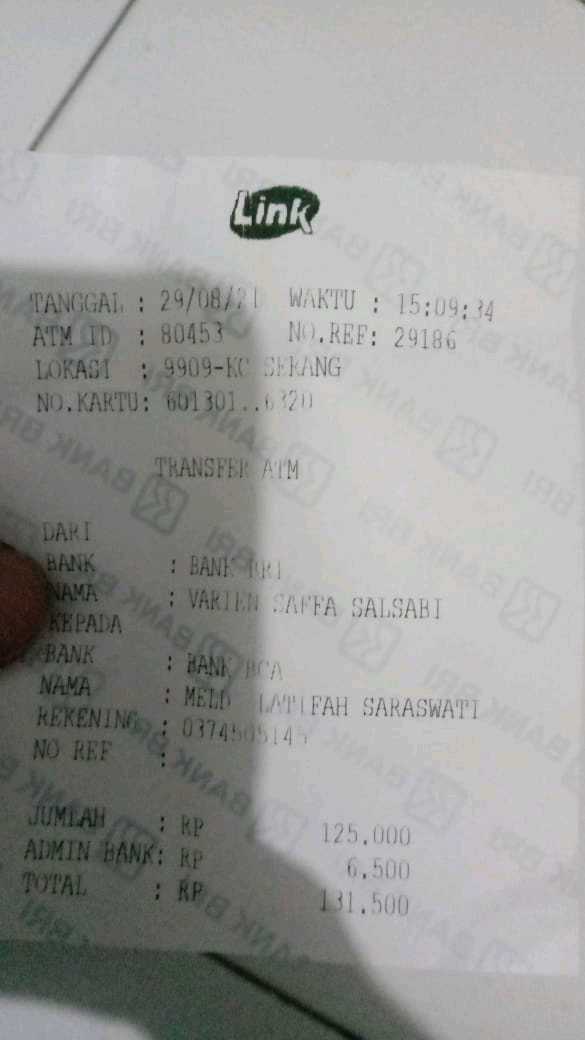 Link
TANGGAL : 29/08/21 WAKTU : 15:09:34
ATM ID : 80453 NO.REF: 29186
LOKASI : 9909-KC SERANG
NO.KARTU: 601301..6320
TRANSFER ATM
DARI
BANK : BANK BRI
NAMA : VARIEN SAFFA SALSABI
KEPADA
BANK : BANK BCA
NAMA : LATIFAH SARASWATI
REKENING :
NO REF :
JUMLAH : RP 125,000
ADMIN BANK: RP 6,500
TOTAL : RP 131,500
BANK BRI